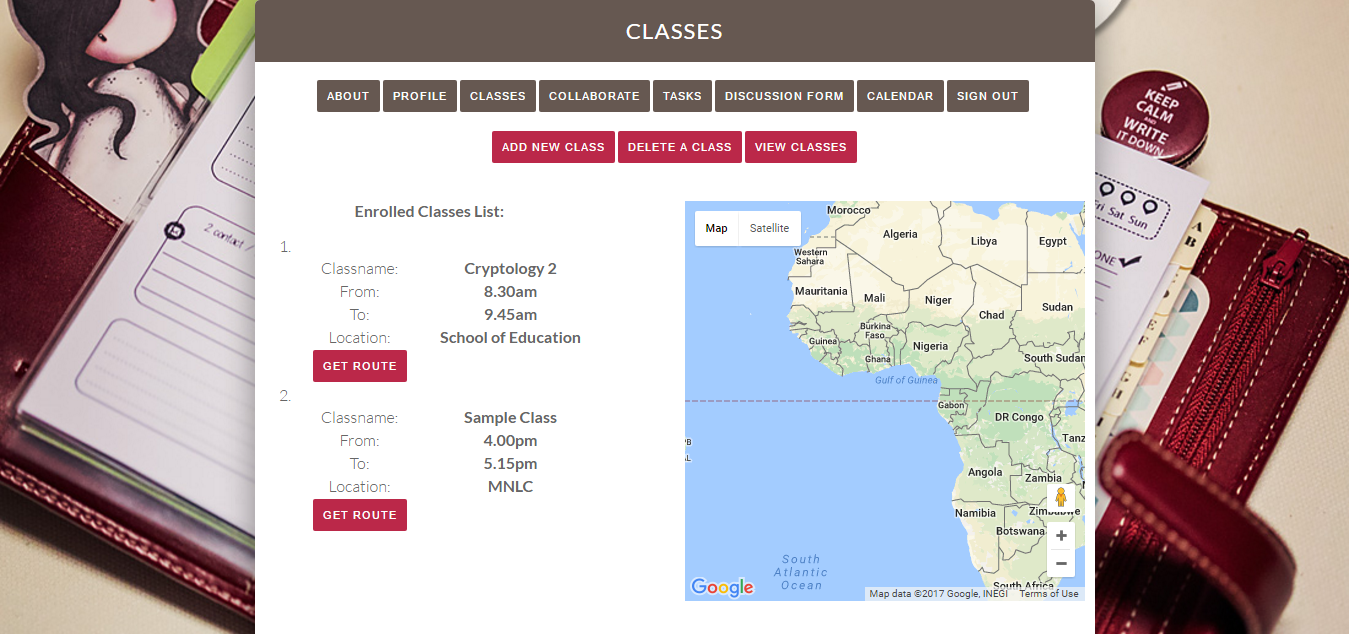 CLASSES
ABOUT PROFILE CLASSES COLLABORATE TASKS DISCUSSION FORM CALENDAR SIGN OUT
ADD NEW CLASS DELETE A CLASS VIEW CLASSES
Enrolled Classes List:
1.
Classname: Cryptology 2
From: 8.30am
To: 9.45am
Location: School of Education
GET ROUTE
2.
Classname: Sample Class
From: 4.00pm
To: 5.15pm
Location: MNLC
GET ROUTE
Map Satellite
Morocco
Algeria
Libya
Egypt
Western
Sahara
Mauritania
Mali
Niger
Chad
Sudan
Burkina
Faso
Guinea
Ghana
Nigeria
South Sudan
Gulf of Guinea
Gabon
DR Congo
Tanz
PB
AL
Angola
Zambia
Namibia
Zimbabwe
Botswana
South
Atlantic
Ocean
South Africa
Google
Map data ©2017 Google, INEGI Terms of Use
KEEP
CALM
AND
WRITE
IT DOWN
Fri Sat Sun
A
B
2 contact